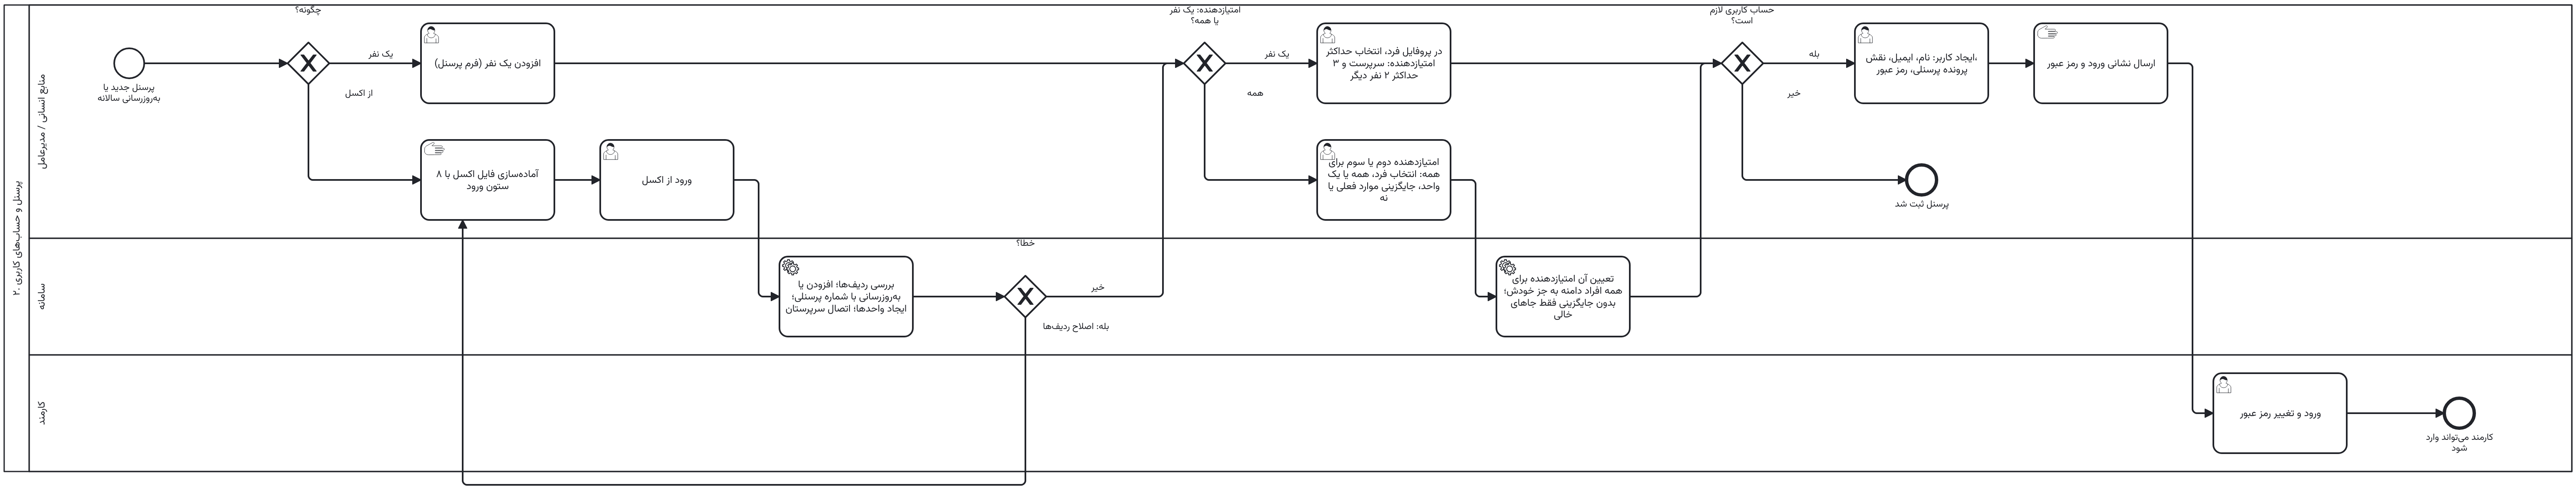 ۲. پرسنل و حساب‌های کاربری
منابع انسانی / مدیرعامل
سامانه
کارمند
پرسنل جدید یا
به‌روزرسانی سالانه
چگونه؟
یک نفر
از اکسل
افزودن یک نفر (فرم پرسنل)
آماده‌سازی فایل اکسل با ۸
ستون ورود
ورود از اکسل
بررسی ردیف‌ها؛ افزودن یا
به‌روزرسانی با شماره پرسنلی؛
ایجاد واحدها؛ اتصال سرپرستان
خطا؟
خیر
بله: اصلاح ردیف‌ها
امتیازدهنده: یک نفر
یا همه؟
یک نفر
همه
در پروفایل فرد، انتخاب حداکثر
۳ امتیازدهنده: سرپرست و
حداکثر ۲ نفر دیگر
امتیازدهنده دوم یا سوم برای
همه: انتخاب فرد، همه یا یک
واحد، جایگزینی موارد فعلی یا
نه
تعیین آن امتیازدهنده برای
همه افراد دامنه به جز خودش؛
بدون جایگزینی فقط جاهای
خالی
حساب کاربری لازم
است؟
بله
خیر
ایجاد کاربر: نام، ایمیل، نقش،
پرونده پرسنلی، رمز عبور
ارسال نشانی ورود و رمز عبور
پرسنل ثبت شد
ورود و تغییر رمز عبور
کارمند می‌تواند وارد
شود